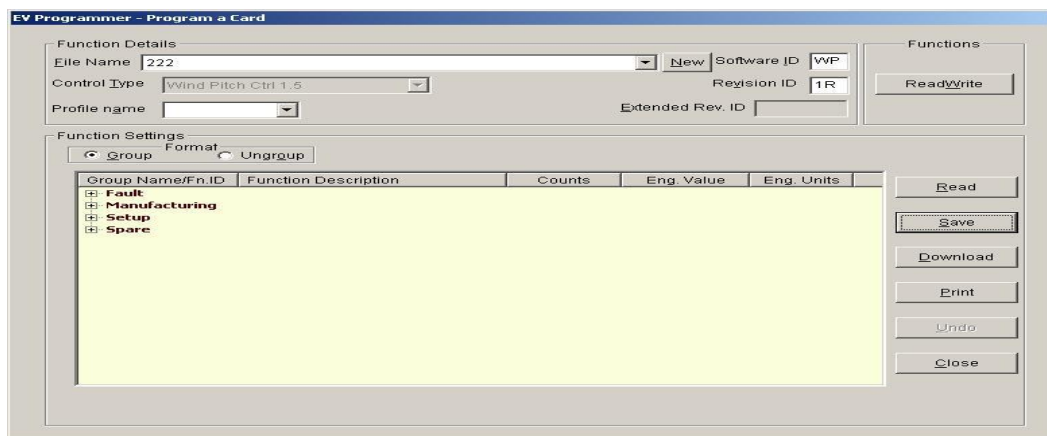 EV Programmer - Program a Card
Function Details
Functions
File Name 222 New Software ID WP
Control Type Wind Pitch Ctrl 1.5 Revision ID 1R ReadWrite
Profile name Extended Rev. ID
Function Settings
Format
Group Ungroup
Group Name/Fn.ID Function Description Counts Eng. Value Eng. Units
Fault
Manufacturing
Setup
Spare
Read
Save
Download
Print
Undo
Close